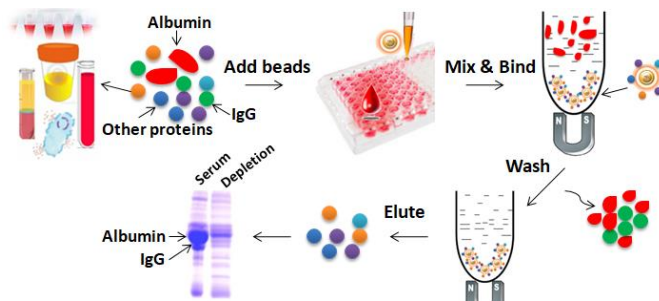 Albumin
Add beads
Mix & Bind
IgG
Other proteins
N S
Wash
Serum
Depletion
Elute
Albumin
IgG
N S